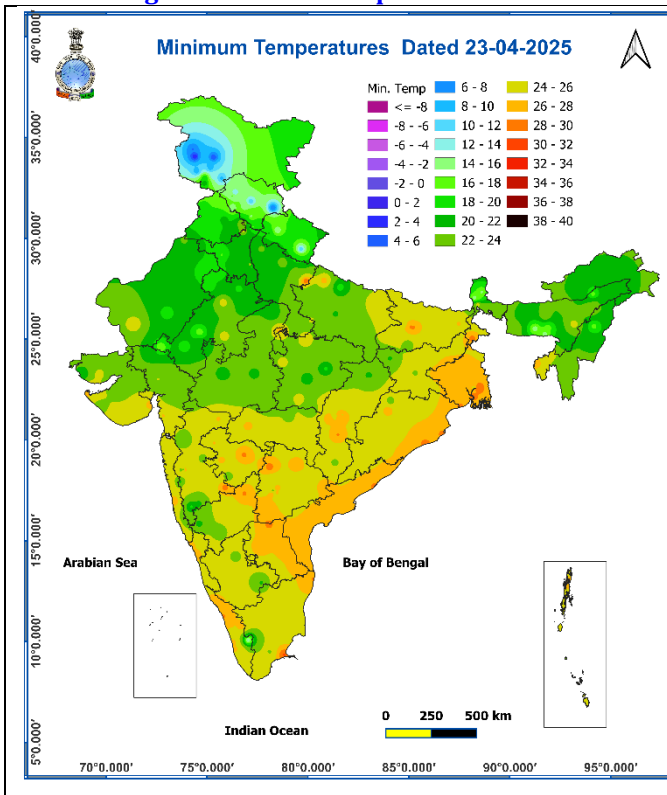 Minimum Temperatures Dated 23-04-2025
Min. Temp
<= -8
-8 - -6
-6 - -4
-4 - -2
-2 - 0
0 - 2
2 - 4
4 - 6
6 - 8
8 - 10
10 - 12
12 - 14
14 - 16
16 - 18
18 - 20
20 - 22
22 - 24
24 - 26
26 - 28
28 - 30
30 - 32
32 - 34
34 - 36
36 - 38
38 - 40
40°0.000'
35°0.000'
30°0.000'
25°0.000'
20°0.000'
15°0.000'
10°0.000'
5°0.000'
Arabian Sea
Bay of Bengal
Indian Ocean
0 250 500 km
70°0.000' 75°0.000' 80°0.000' 85°0.000' 90°0.000' 95°0.000'